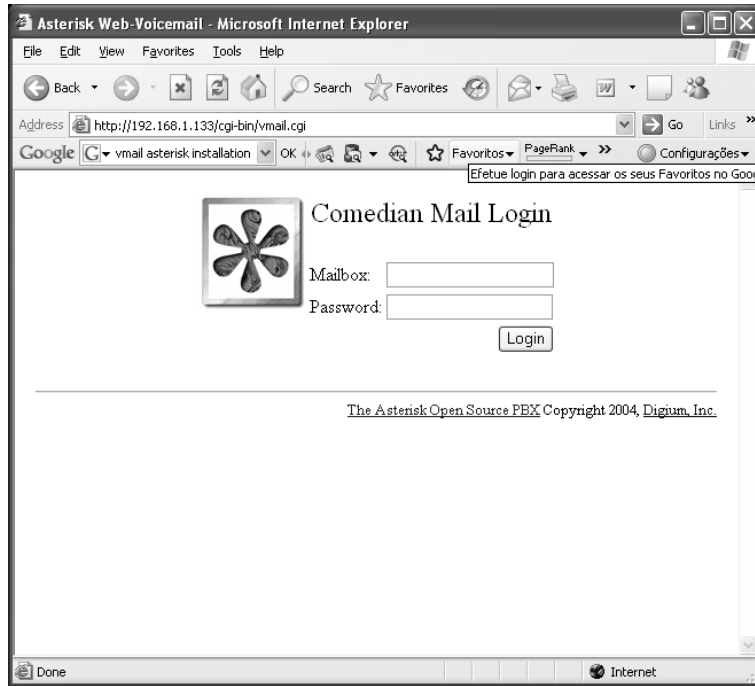 Asterisk Web-Voicemail - Microsoft Internet Explorer
File Edit View Favorites Tools Help
Back Search Favorites
Address http://192.168.1.133/cgi-bin/vmail.cgi Go Links »
Google G vmail asterisk installation OK Favoritos PageRank » Configurações
Efetue login para acessar os seus Favoritos no Goo
Comedian Mail Login
Mailbox:
Password:
Login
The Asterisk Open Source PBX Copyright 2004, Digium, Inc.
Done Internet